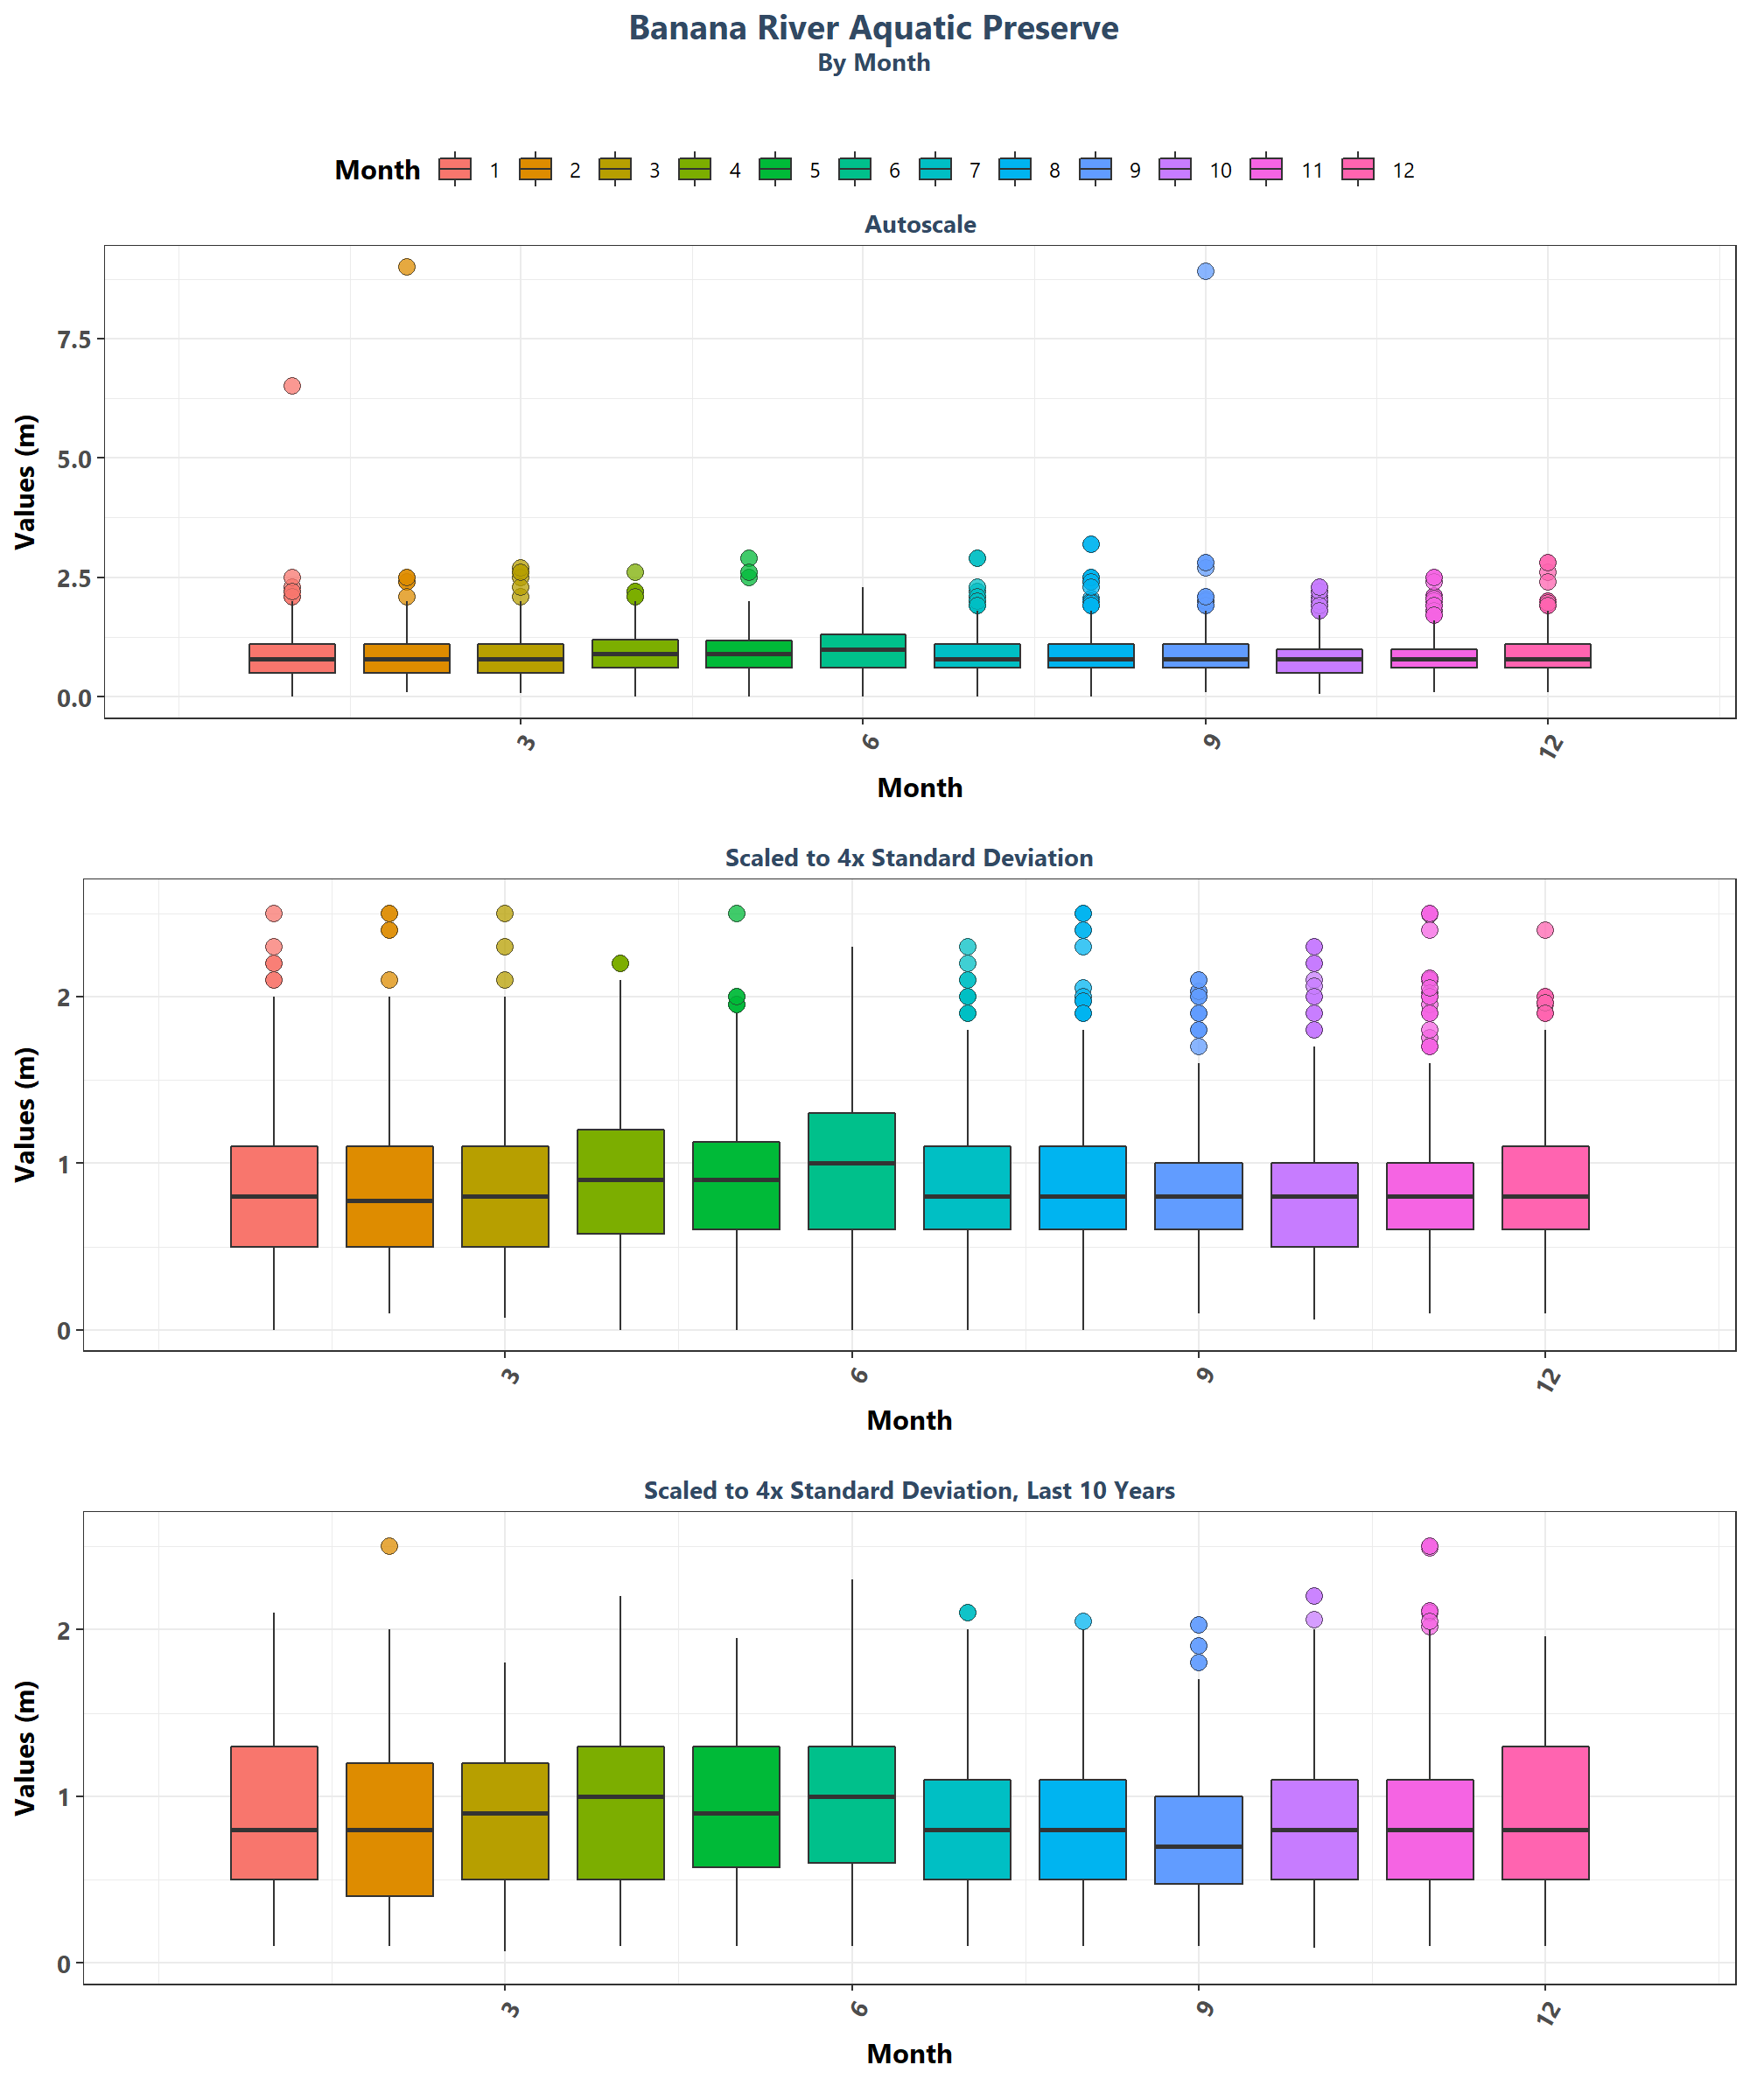 Banana River Aquatic Preserve
By Month
Month 1 2 3 4 5 6 7 8 9 10 11 12
Autoscale
Values (m)
7.5
5.0
2.5
0.0
3 6 9 12
Month
Scaled to 4x Standard Deviation
Values (m)
2
1
0
3 6 9 12
Month
Scaled to 4x Standard Deviation, Last 10 Years
Values (m)
2
1
0
3 6 9 12
Month